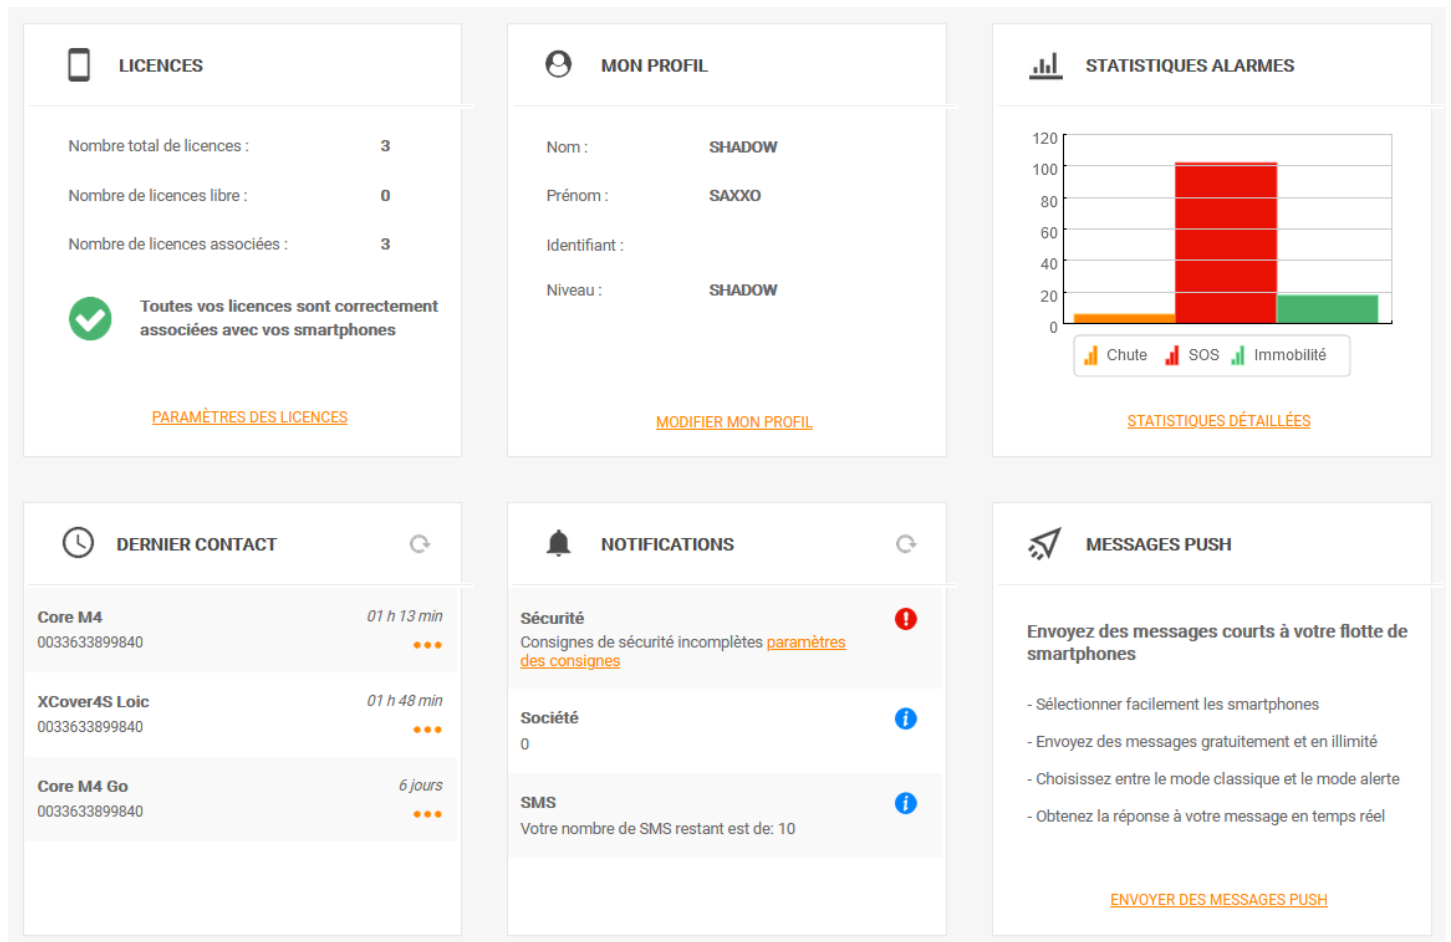 LICENCES
Nombre total de licences : 3
Nombre de licences libre : 0
Nombre de licences associées : 3
Toutes vos licences sont correctement
associées avec vos smartphones
PARAMÈTRES DES LICENCES
MON PROFIL
Nom : SHADOW
Prénom : SAXXO
Identifiant :
Niveau : SHADOW
MODIFIER MON PROFIL
STATISTIQUES ALARMES
120
100
80
60
40
20
0
Chute SOS Immobilité
STATISTIQUES DÉTAILLÉES
DERNIER CONTACT
Core M4 01 h 13 min
0033633899840
XCover4S Loic 01 h 48 min
0033633899840
Core M4 Go 6 jours
0033633899840
NOTIFICATIONS
Sécurité
Consignes de sécurité incomplètes paramètres
des consignes
Société
0
SMS
Votre nombre de SMS restant est de: 10
MESSAGES PUSH
Envoyez des messages courts à votre flotte de
smartphones
- Sélectionner facilement les smartphones
- Envoyez des messages gratuitement et en illimité
- Choisissez entre le mode classique et le mode alerte
- Obtenez la réponse à votre message en temps réel
ENVOYER DES MESSAGES PUSH